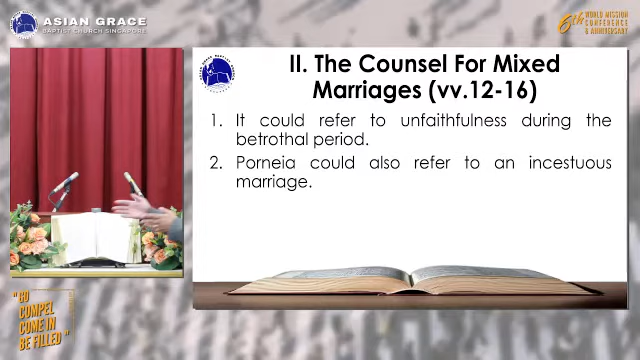 ASIAN GRACE
BAPTIST CHURCH SINGAPORE
6th WORLD MISSION
CONFERENCE
& ANNIVERSARY
II. The Counsel For Mixed
Marriages (vv.12-16)
1. It could refer to unfaithfulness during the
betrothal period.
2. Porneia could also refer to an incestuous
marriage.
"GO
COMPEL
COME IN
BE FILLED"